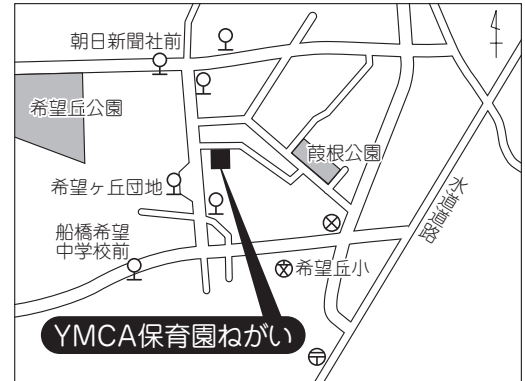 朝日新聞社前
希望丘公園
葭根公園
希望ヶ丘団地
水道道路
船橋希望
中学校前
希望丘小
YMCA保育園ねがい